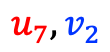 u₇, v₂